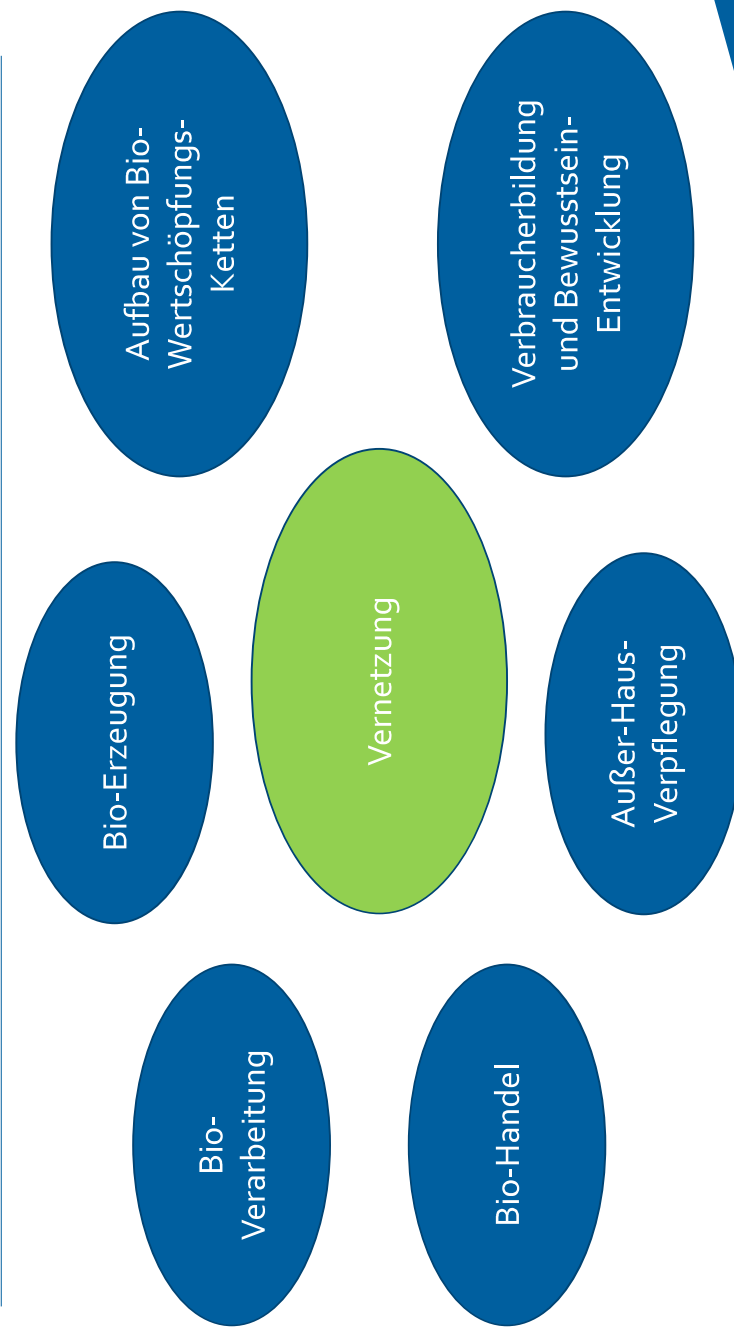 Bio-
Verarbeitung
Bio-Erzeugung
Aufbau von Bio-
Wertschöpfungs-
Ketten
Vernetzung
Bio-Handel
Außer-Haus-
Verpflegung
Verbraucherbildung
und Bewusstsein-
Entwicklung